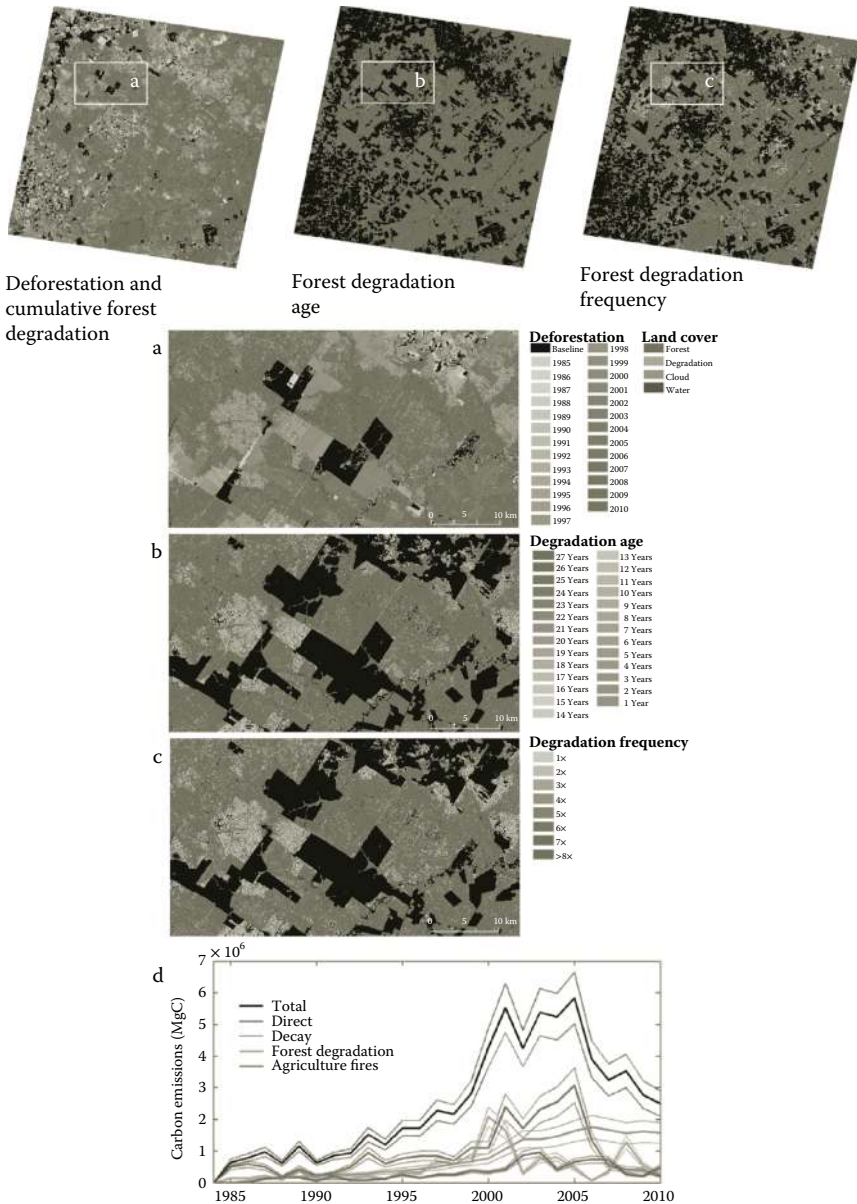 a
b
c
Deforestation and
cumulative forest
degradation
Forest degradation
age
Forest degradation
frequency
a
0 5 10 km
Deforestation
Baseline
1985
1986
1987
1988
1989
1990
1991
1992
1993
1994
1995
1996
1997
1998
1999
2000
2001
2002
2003
2004
2005
2006
2007
2008
2009
2010
Land cover
Forest
Degradation
Cloud
Water
b
0 5 10 km
Degradation age
27 Years
26 Years
25 Years
24 Years
23 Years
22 Years
21 Years
20 Years
19 Years
18 Years
17 Years
16 Years
15 Years
14 Years
13 Years
12 Years
11 Years
10 Years
9 Years
8 Years
7 Years
6 Years
5 Years
4 Years
3 Years
2 Years
1 Year
c
0 5 10 km
Degradation frequency
1×
2×
3×
4×
5×
6×
7×
>8×
d
7 × 10⁶
6
5
4
3
2
1
0
Carbon emissions (MgC)
Total
Direct
Decay
Forest degradation
Agriculture fires
1985 1990 1995 2000 2005 2010